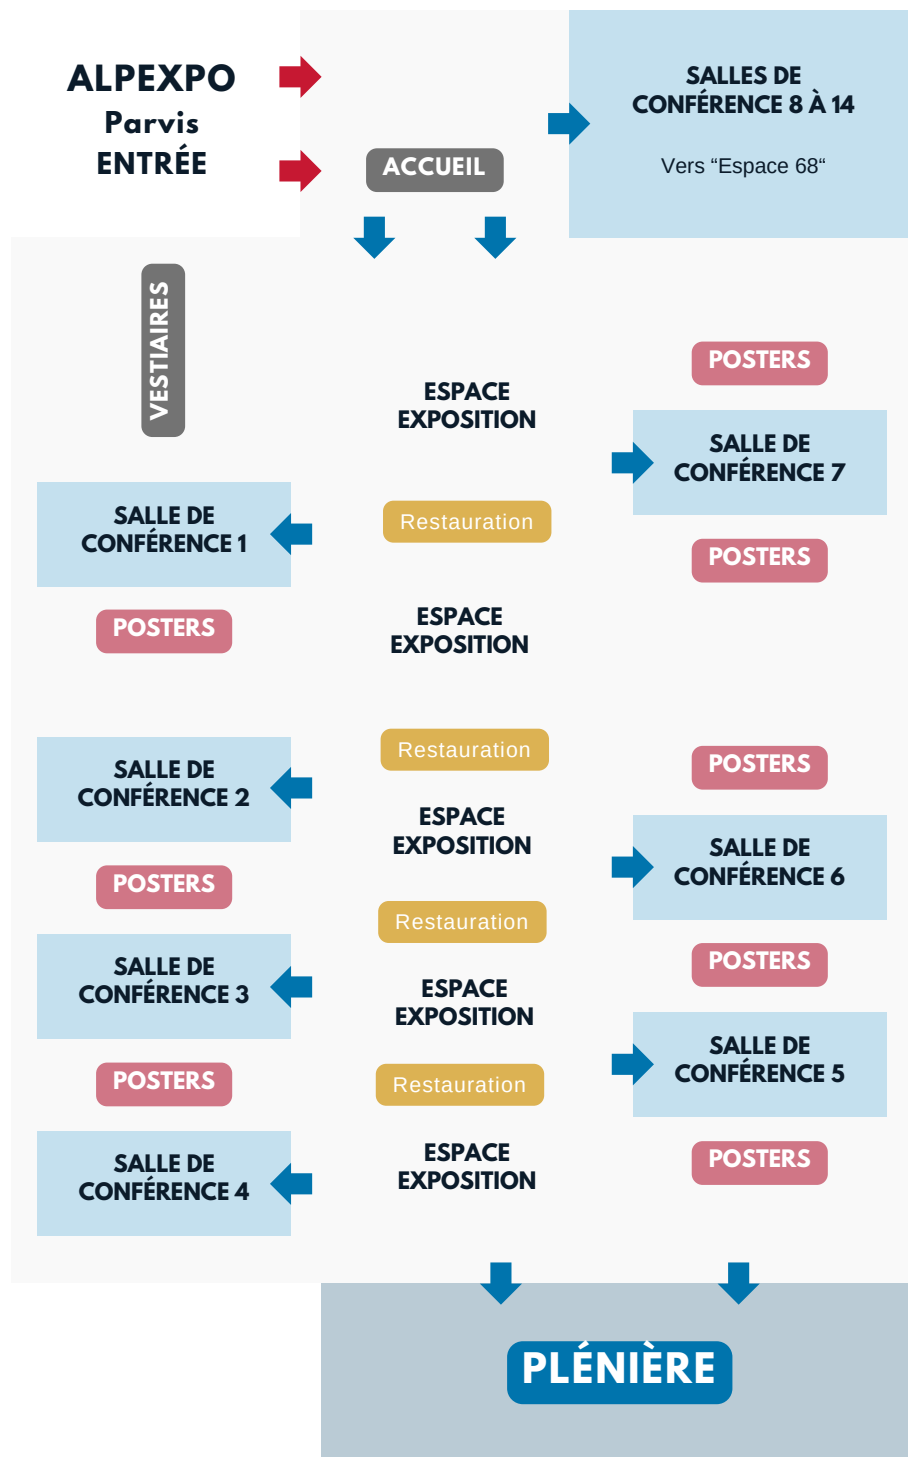 ALPEXPO
Parvis
ENTRÉE
ACCUEIL
SALLES DE
CONFÉRENCE 8 À 14
Vers “Espace 68“
VESTIAIRES
ESPACE
EXPOSITION
POSTERS
SALLE DE
CONFÉRENCE 7
POSTERS
SALLE DE
CONFÉRENCE 1
POSTERS
Restauration
ESPACE
EXPOSITION
SALLE DE
CONFÉRENCE 2
POSTERS
Restauration
ESPACE
EXPOSITION
POSTERS
SALLE DE
CONFÉRENCE 6
POSTERS
SALLE DE
CONFÉRENCE 3
POSTERS
Restauration
ESPACE
EXPOSITION
SALLE DE
CONFÉRENCE 5
POSTERS
Restauration
SALLE DE
CONFÉRENCE 4
ESPACE
EXPOSITION
PLÉNIÈRE